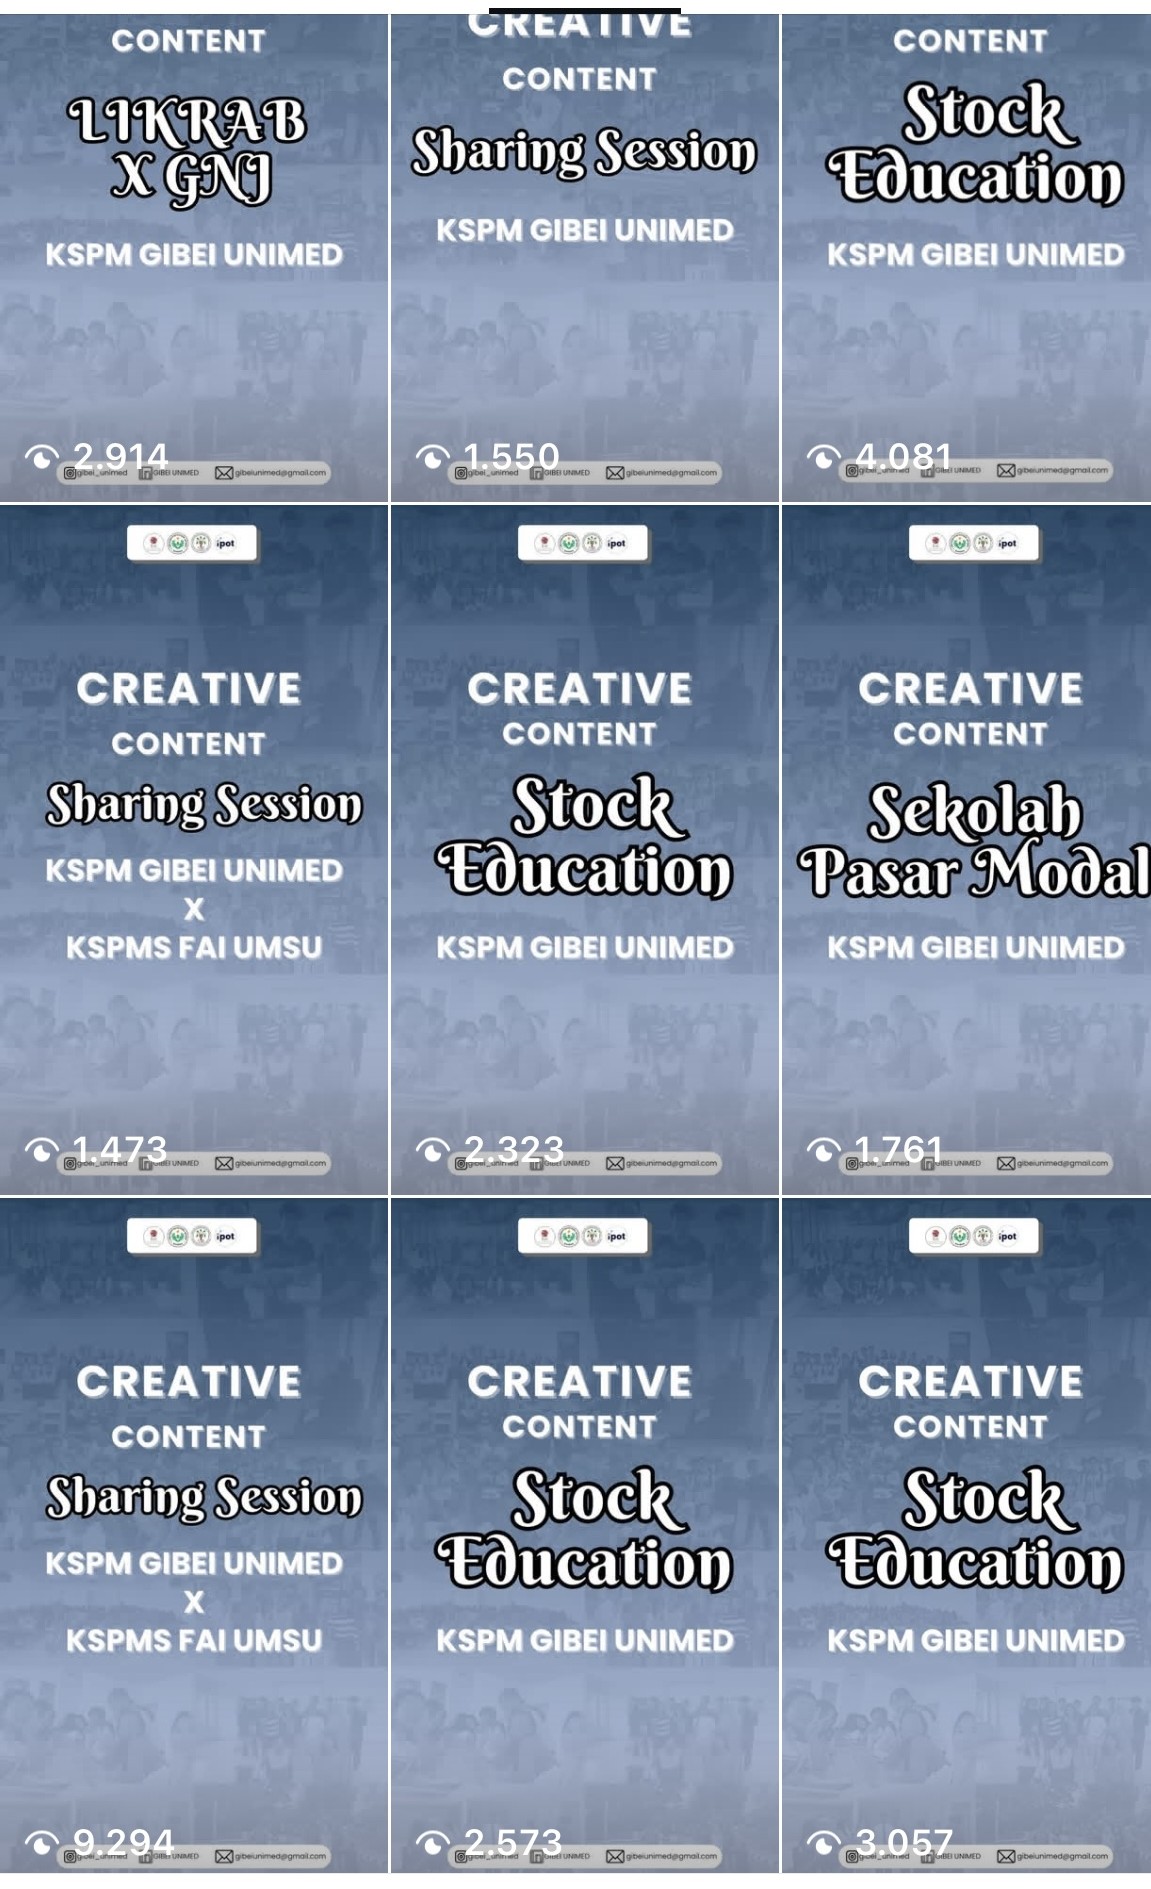 CONTENT
LIKRAB
X GNJ
KSPM GIBEI UNIMED
2.914
gibei_unimed GIBEI UNIMED gibeiunimed@gmail.com
CREATIVE
CONTENT
Sharing Session
KSPM GIBEI UNIMED
1.550
gibei_unimed GIBEI UNIMED gibeiunimed@gmail.com
CONTENT
Stock
Education
KSPM GIBEI UNIMED
4.081
gibei_unimed GIBEI UNIMED gibeiunimed@gmail.com
ipot
CREATIVE
CONTENT
Sharing Session
KSPM GIBEI UNIMED
X
KSPMS FAI UMSU
1.473
gibei_unimed GIBEI UNIMED gibeiunimed@gmail.com
ipot
CREATIVE
CONTENT
Stock
Education
KSPM GIBEI UNIMED
2.323
gibei_unimed GIBEI UNIMED gibeiunimed@gmail.com
ipot
CREATIVE
CONTENT
Sekolah
Pasar Modal
KSPM GIBEI UNIMED
1.761
gibei_unimed GIBEI UNIMED gibeiunimed@gmail.com
ipot
CREATIVE
CONTENT
Sharing Session
KSPM GIBEI UNIMED
X
KSPMS FAI UMSU
9.294
gibei_unimed GIBEI UNIMED gibeiunimed@gmail.com
ipot
CREATIVE
CONTENT
Stock
Education
KSPM GIBEI UNIMED
2.573
gibei_unimed GIBEI UNIMED gibeiunimed@gmail.com
ipot
CREATIVE
CONTENT
Stock
Education
KSPM GIBEI UNIMED
3.057
gibei_unimed GIBEI UNIMED gibeiunimed@gmail.com